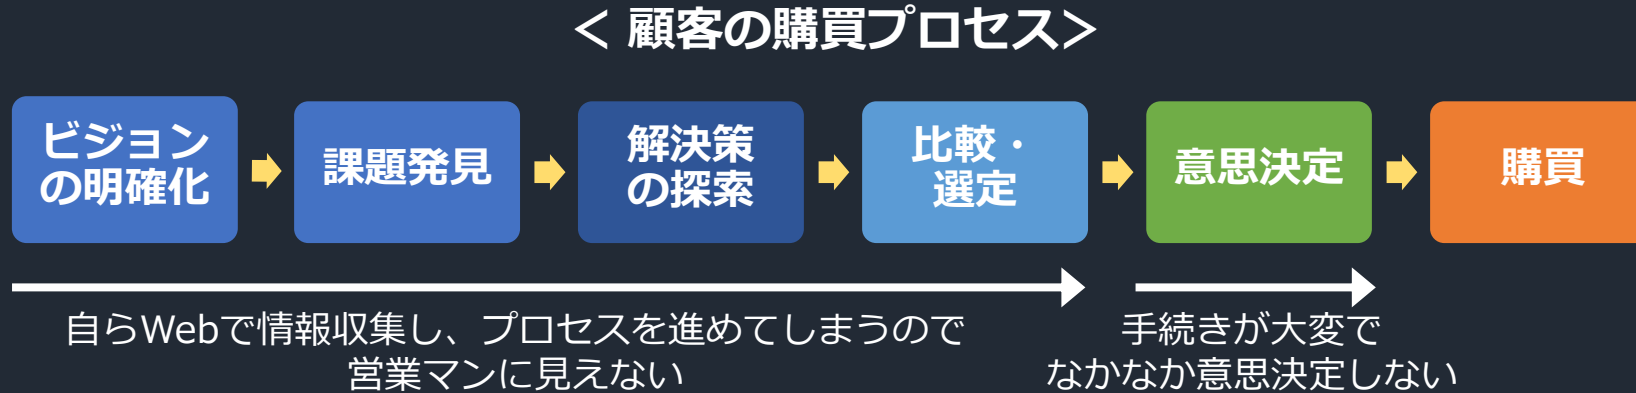 ＜ 顧客の購買プロセス＞
ビジョン
の明確化
課題発見
解決策
の探索
比較・
選定
意思決定
購買
自らWebで情報収集し、プロセスを進めてしまうので
営業マンに見えない
手続きが大変で
なかなか意思決定しない